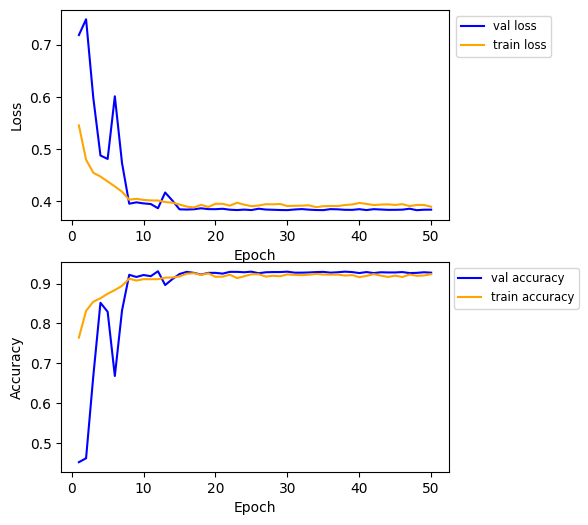 val loss
train loss
0.7
0.6
0.5
0.4
Loss
0 10 20 30 40 50
Epoch
val accuracy
train accuracy
0.9
0.8
0.7
0.6
0.5
Accuracy
0 10 20 30 40 50
Epoch